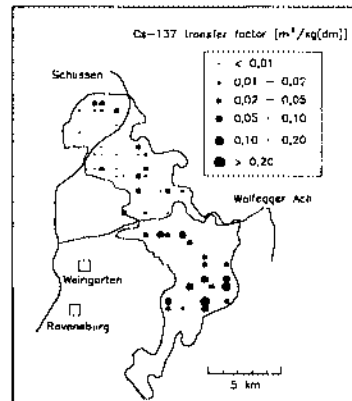 Cs-137 transfer factor [m²/kg(dm)]
Schussen
< 0,01
0,01 - 0,02
0,02 - 0,05
0,05 - 0,10
0,10 - 0,20
> 0,20
Wolfegger Ach
Weingarten
Ravensburg
5 km